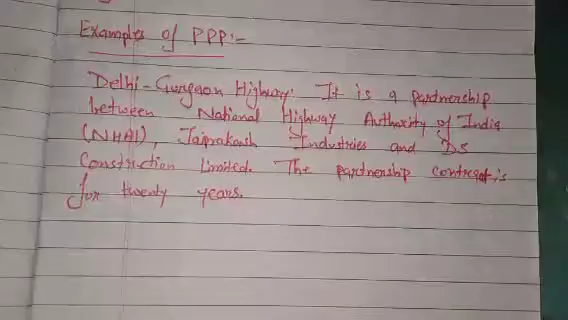 Examples of PPP:-
Delhi-Gurgaon Highway: It is a partnership
between National Highway Authority of India
(NHAI), Jaiprakash Industries and DS
Construction Limited. The partnership contract is
for twenty years.